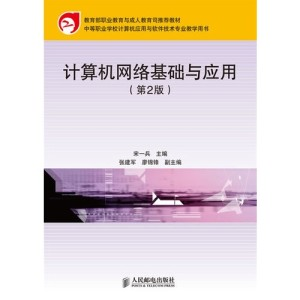 教育部职业教育与成人教育司推荐教材
中等职业学校计算机应用与软件技术专业教学用书
计算机网络基础与应用
（第2版）
宋一兵 主编
张建军 廖锦锋 副主编
人民邮电出版社